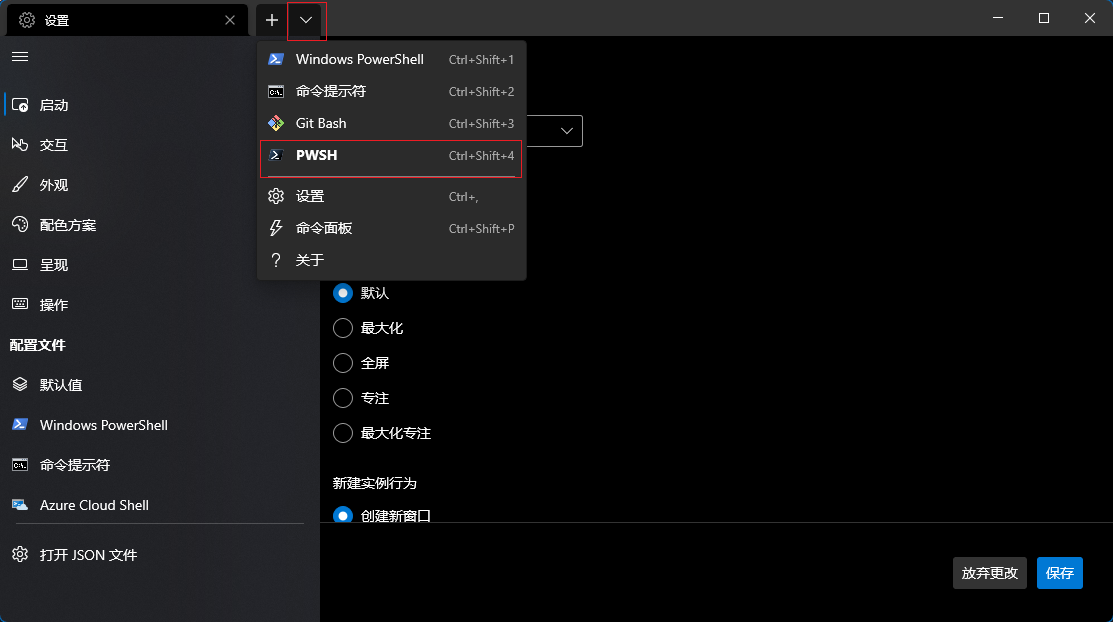 设置
Windows PowerShell Ctrl+Shift+1
命令提示符 Ctrl+Shift+2
Git Bash Ctrl+Shift+3
PWSH Ctrl+Shift+4
设置 Ctrl+,
命令面板 Ctrl+Shift+P
关于
启动
交互
外观
配色方案
呈现
操作
配置文件
默认值
Windows PowerShell
命令提示符
Azure Cloud Shell
打开 JSON 文件
默认
最大化
全屏
专注
最大化专注
新建实例行为
创建新窗口
放弃更改 保存